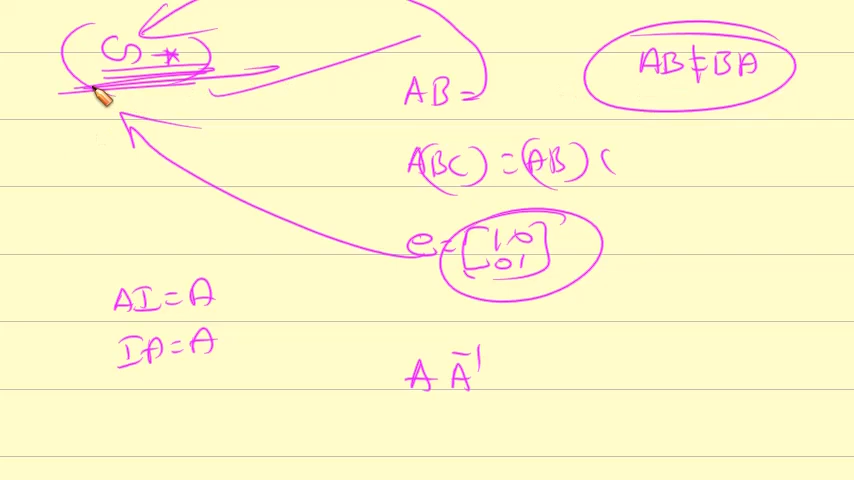 (G *)
AB ≠ BA
AB =
A(BC) = (AB) C
e = [1 0
0 1]
AI = A
IA = A
A A⁻¹